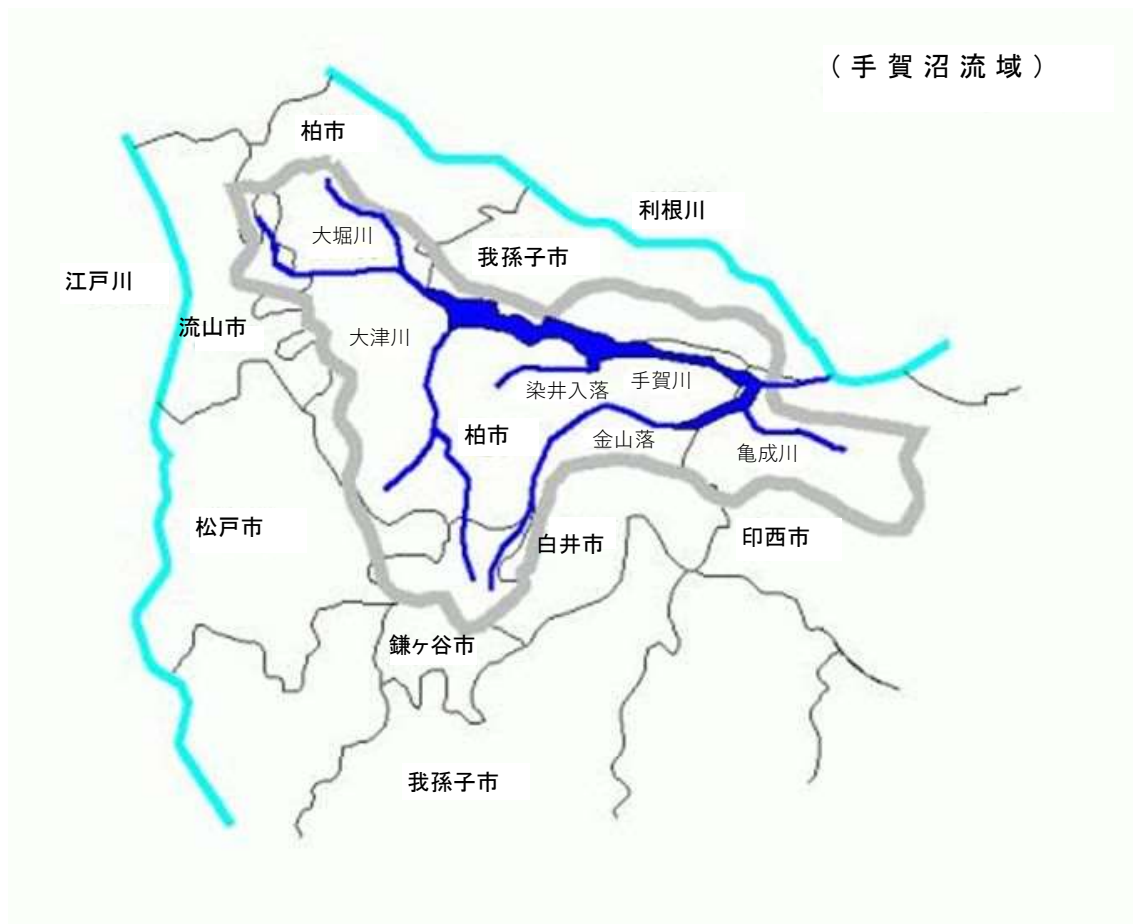 (手賀沼流域)
柏市
利根川
大堀川
我孫子市
江戸川
流山市
大津川
手賀川
染井入落
柏市
金山落
亀成川
松戸市
白井市
印西市
鎌ヶ谷市
我孫子市